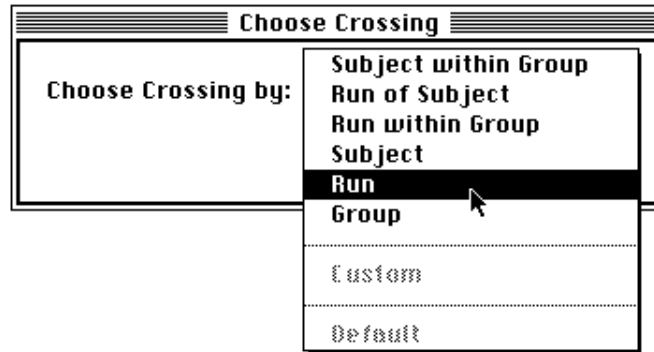 Choose Crossing
Choose Crossing by:
Subject within Group
Run of Subject
Run within Group
Subject
Run
Group
Custom
Default